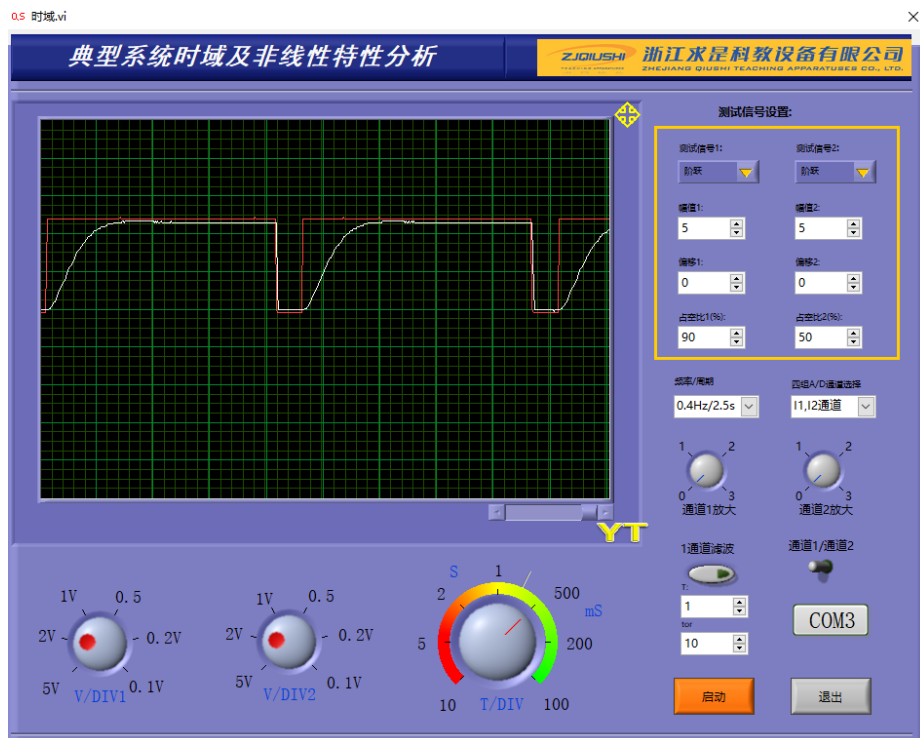 时域.vi
典型系统时域及非线性特性分析
ZJQIUSHI 浙江求是科教设备有限公司
ZHEJIANG QIUSHI TEACHING APPARATUSES CO., LTD.
测试信号设置:
测试信号1: 测试信号2:
阶跃 阶跃
幅值1: 幅值2:
5 5
偏移1: 偏移2:
0 0
占空比1(%): 占空比2(%):
90 50
频率/周期 四组A/D通道选择
0.4Hz/2.5s I1,I2通道
1 2 1 2
0 3 0 3
通道1放大 通道2放大
YT
1通道滤波 通道1/通道2
T:
1
tor
10
COM3
启动 退出
1V 0.5
2V 0.2V
5V 0.1V
V/DIV1
1V 0.5
2V 0.2V
5V 0.1V
V/DIV2
S 1
2 500
mS
5 200
10 T/DIV 100